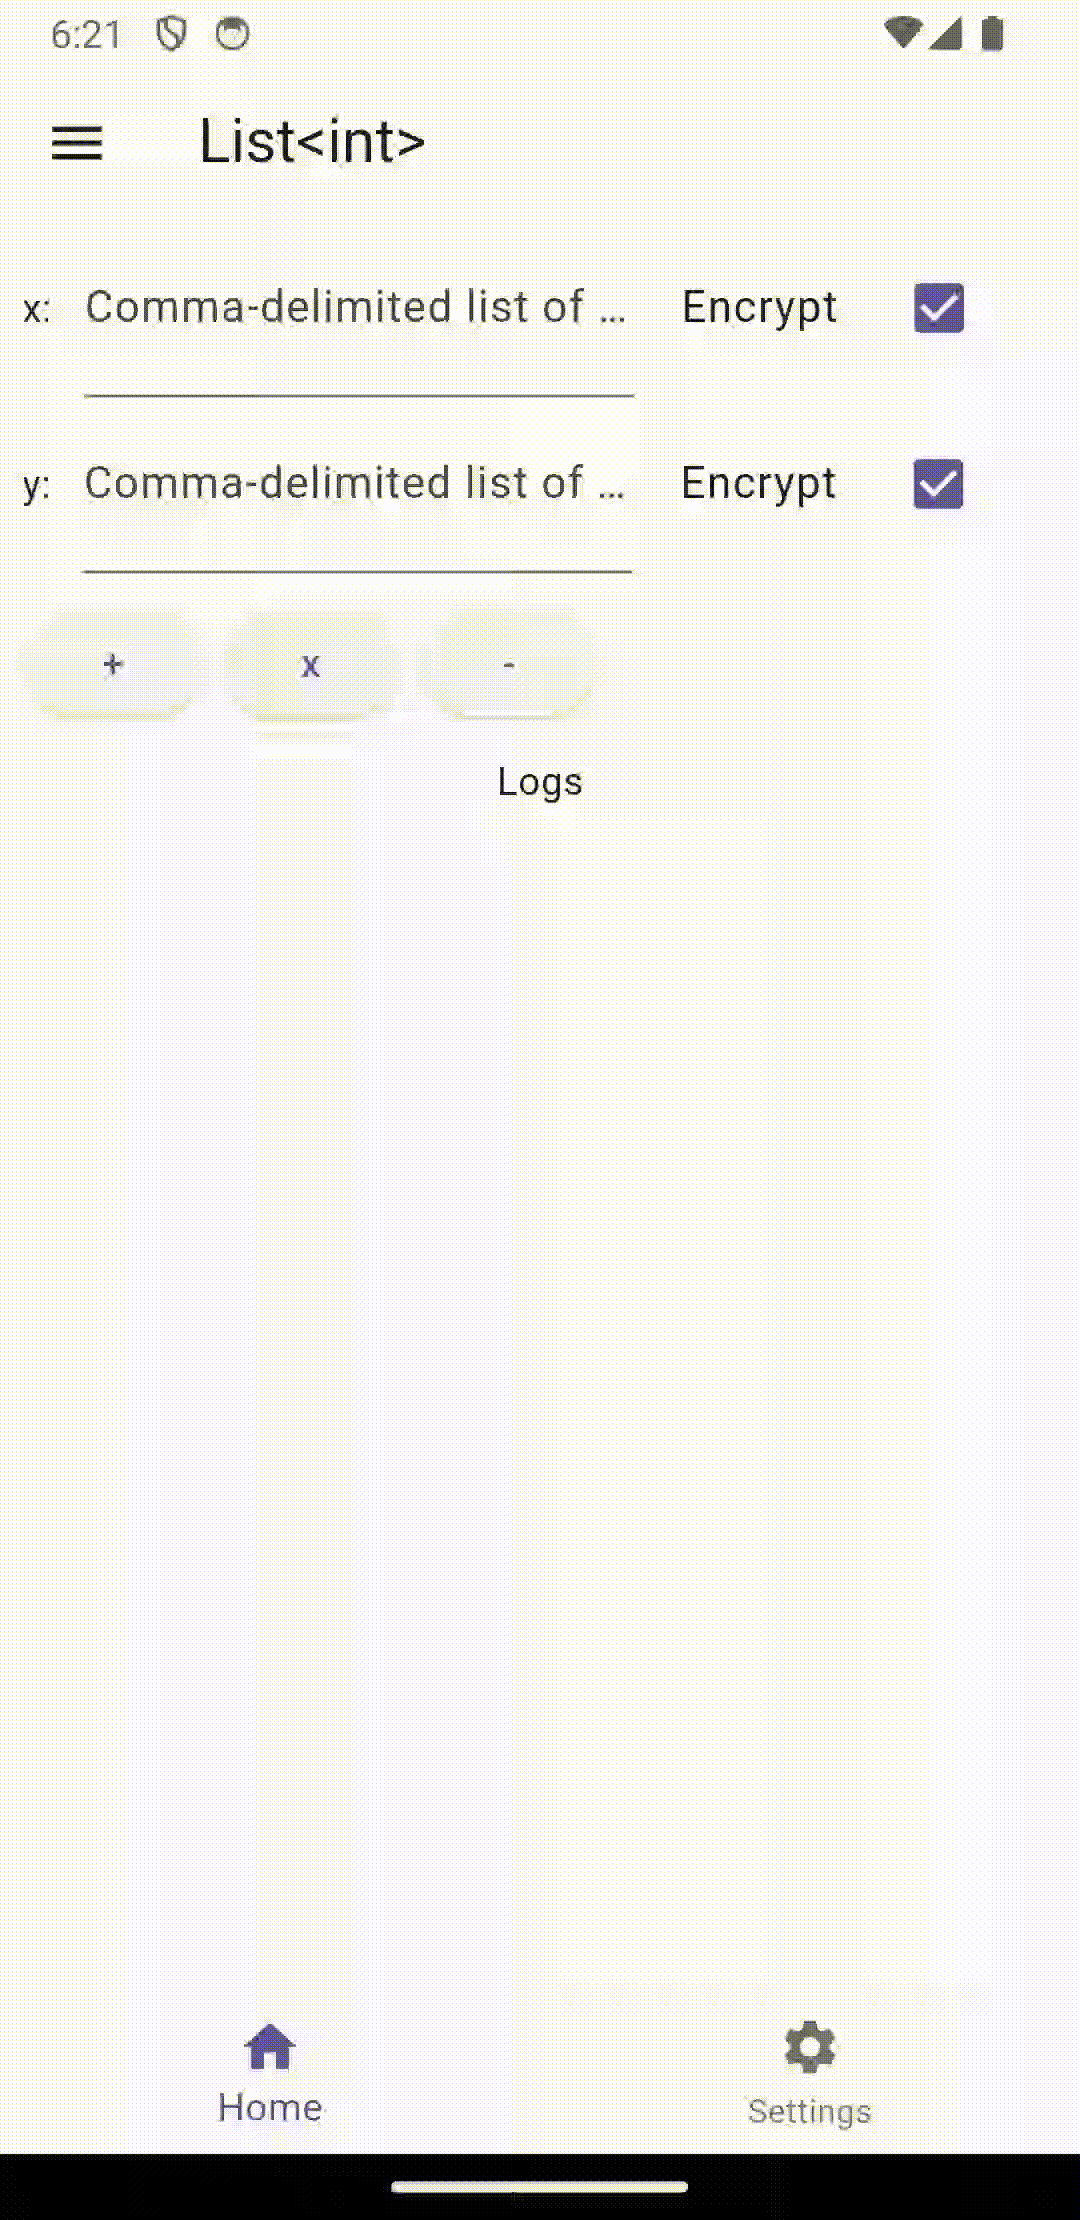 6:21
List<int>
x: Comma-delimited list of ... Encrypt
y: Comma-delimited list of ... Encrypt
+ x -
Logs
Home Settings